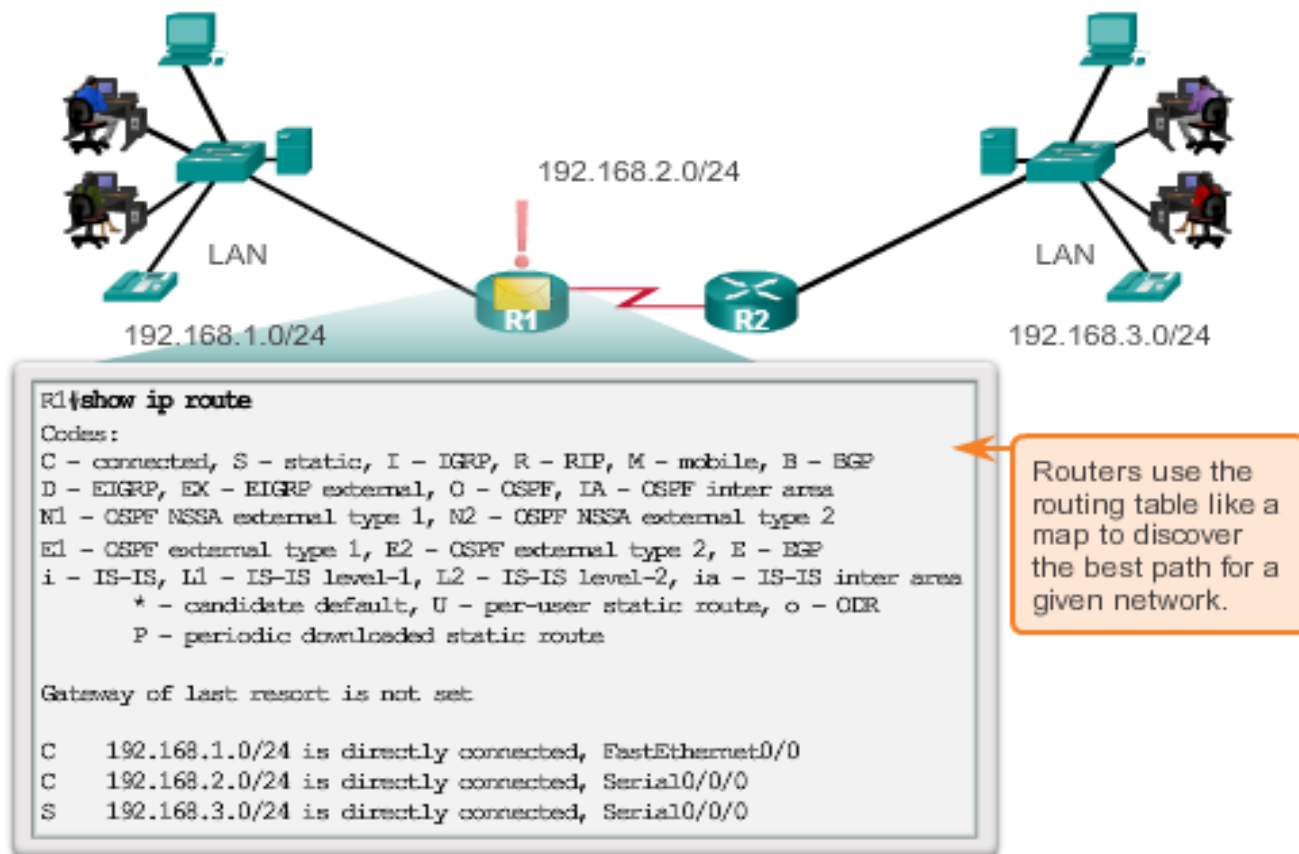 192.168.2.0/24
LAN
LAN
R1
R2
192.168.1.0/24
192.168.3.0/24
R1#show ip route
Codes:
C - connected, S - static, I - IGRP, R - RIP, M - mobile, B - BGP
D - EIGRP, EX - EIGRP external, O - OSPF, IA - OSPF inter area
N1 - OSPF NSSA external type 1, N2 - OSPF NSSA external type 2
E1 - OSPF external type 1, E2 - OSPF external type 2, E - EGP
i - IS-IS, L1 - IS-IS level-1, L2 - IS-IS level-2, ia - IS-IS inter area
* - candidate default, U - per-user static route, o - ODR
P - periodic downloaded static route
Gateway of last resort is not set
C 192.168.1.0/24 is directly connected, FastEthernet0/0
C 192.168.2.0/24 is directly connected, Serial0/0/0
S 192.168.3.0/24 is directly connected, Serial0/0/0
Routers use the
routing table like a
map to discover
the best path for a
given network.